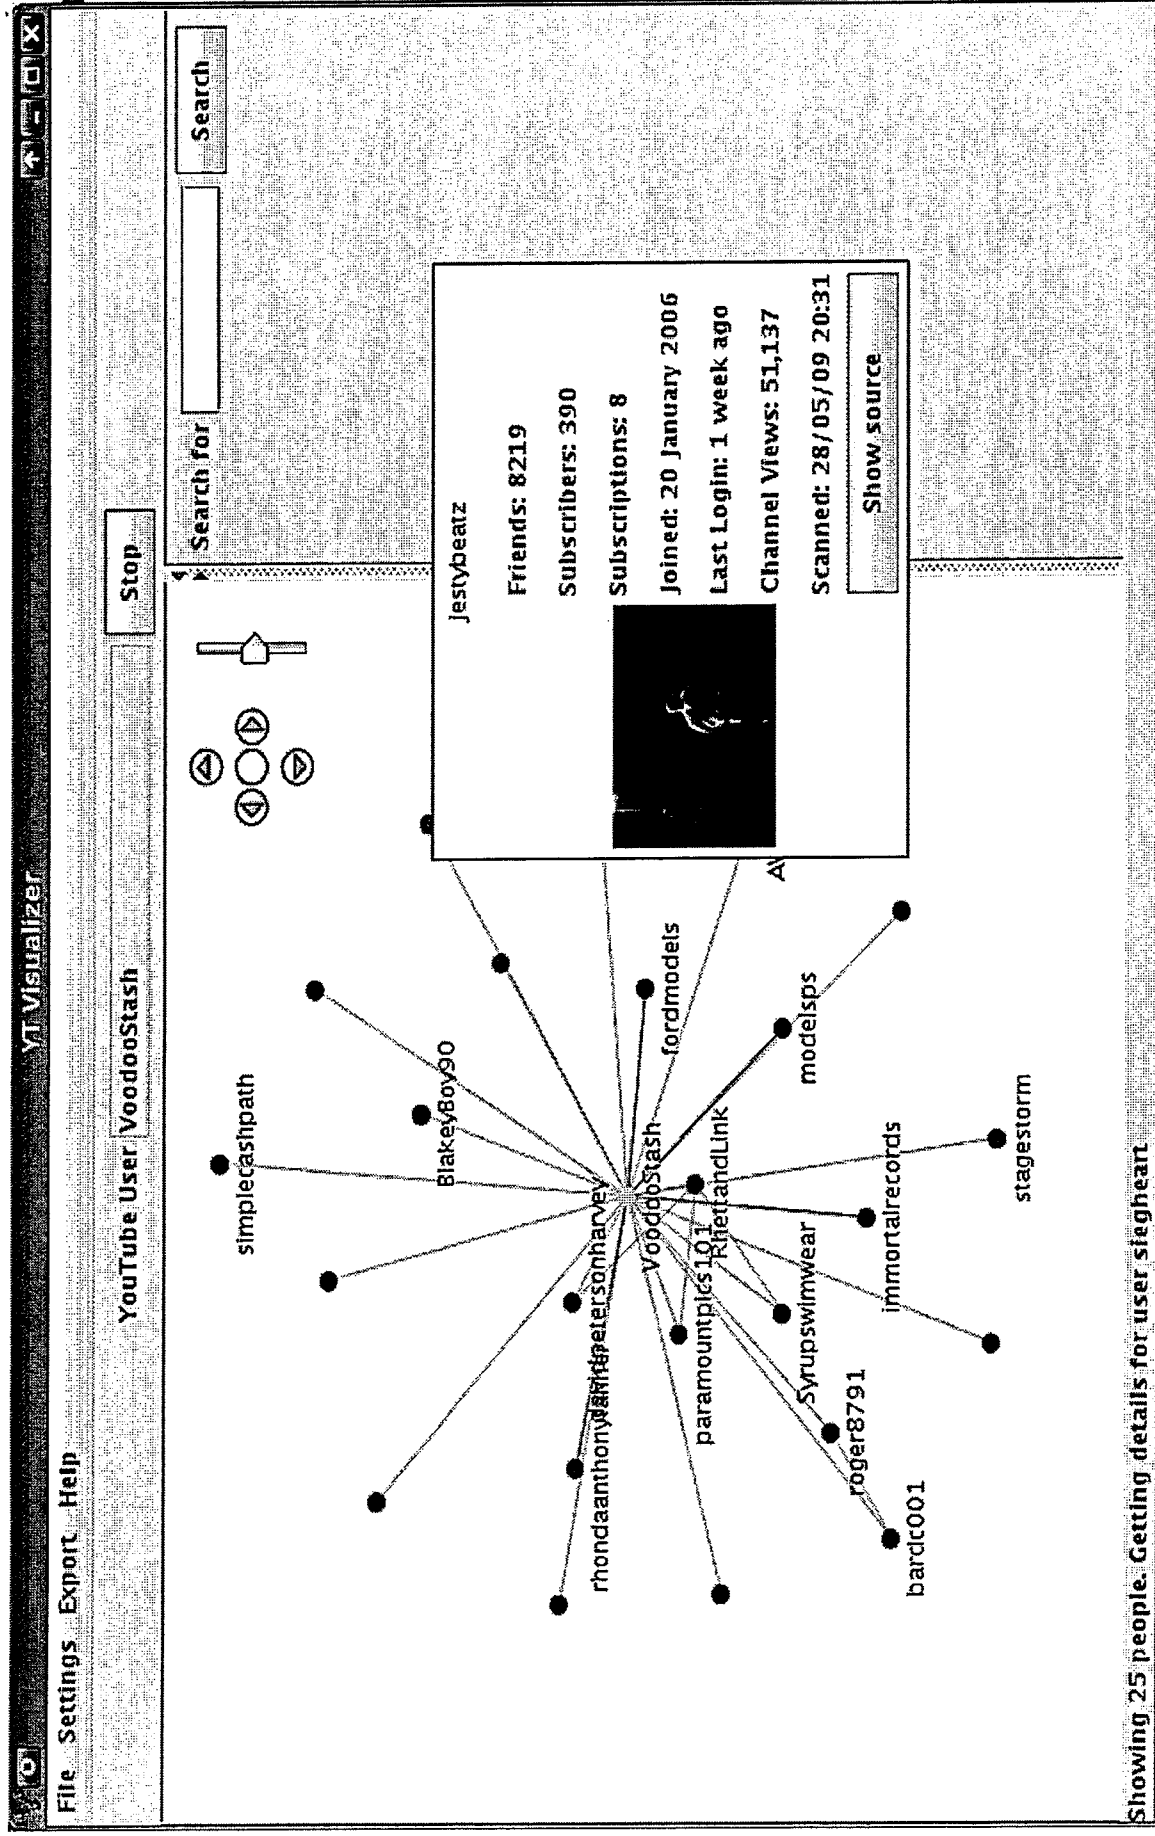 YT Visualizer
File Settings Export Help
YouTube User VoodooStash Stop
Search for Search
simplecashpath
BlakeyBoy90
fordmodels
modelsps
VoodooStash
RhettandLink
paramountpics101
Syrupswimwear
immortalrecords
stagestorm
roger8791
bardc001
Jestybeatz
Friends: 8219
Subscribers: 390
Subscriptions: 8
Joined: 20 January 2006
Last Login: 1 week ago
Channel Views: 51,137
Scanned: 28/05/09 20:31
Show source
Showing 25 people. Getting details for user siegheart